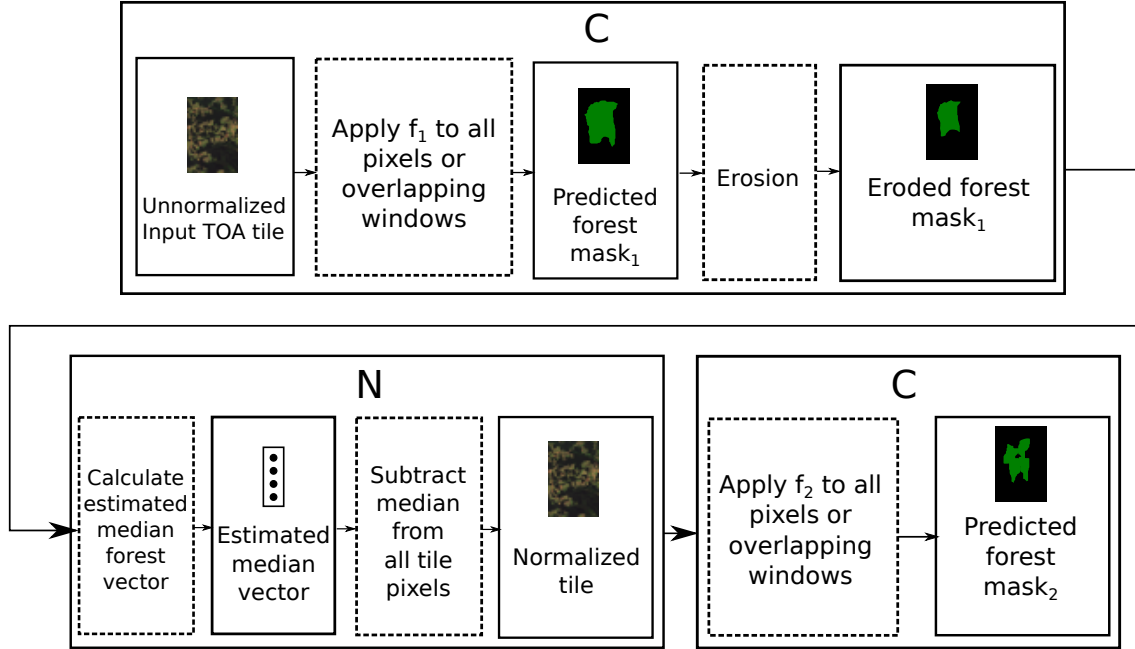 C
Unnormalized
Input TOA tile
Apply f₁ to all
pixels or
overlapping
windows
Predicted
forest
mask₁
Erosion
Eroded forest
mask₁
N
Calculate
estimated
median
forest
vector
Estimated
median
vector
Subtract
median
from
all tile
pixels
Normalized
tile
C
Apply f₂ to all
pixels or
overlapping
windows
Predicted
forest
mask₂